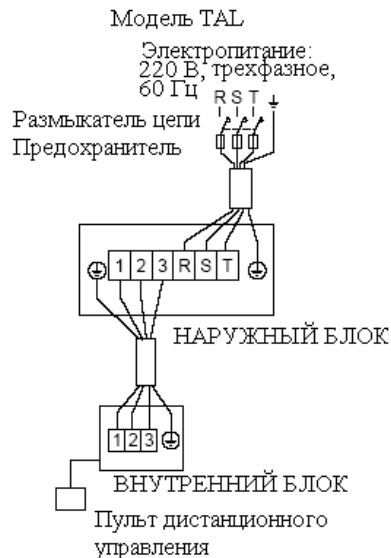 Модель TAL
Электропитание:
220 В, трехфазное,
60 Гц
R S T
Размыкатель цепи
Предохранитель
1 2 3 R S T
НАРУЖНЫЙ БЛОК
1 2 3
ВНУТРЕННИЙ БЛОК
Пульт дистанционного
управления